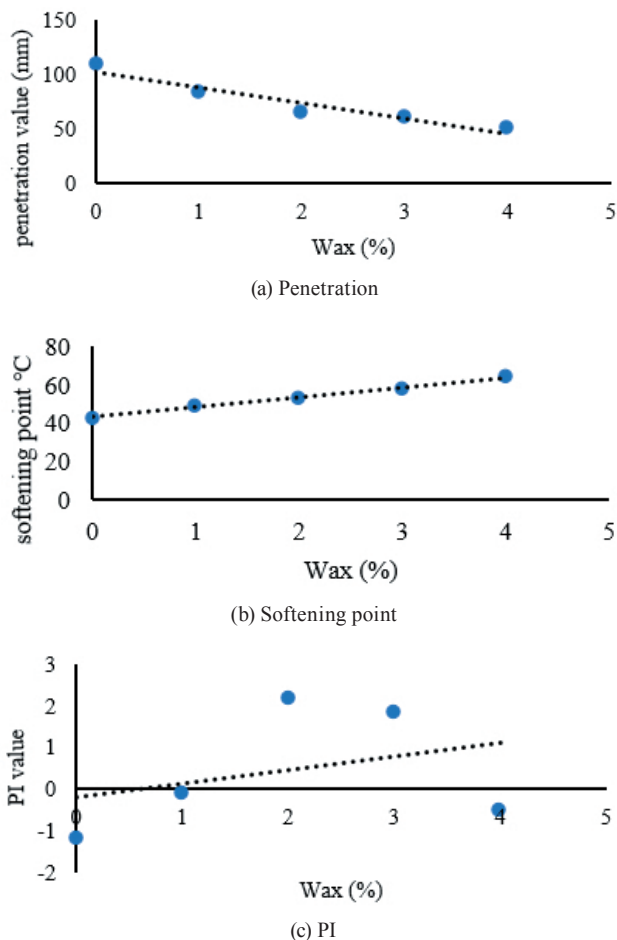 150
100
50
0
penetration value (mm)
0 1 2 3 4 5
Wax (%)
(a) Penetration
80
60
40
20
0
softening point °C
0 1 2 3 4 5
Wax (%)
(b) Softening point
3
2
1
0
-1
-2
PI value
0 1 2 3 4 5
Wax (%)
(c) PI